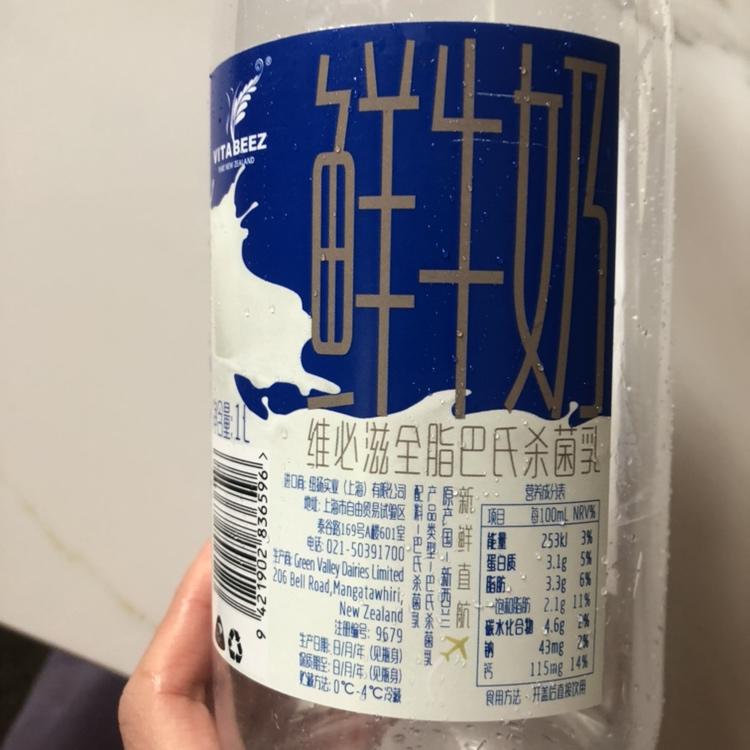 VITABEEZ
PURE NEW ZEALAND
鲜牛奶
净含量:1L
维必滋全脂巴氏杀菌乳
进口商: 纽扬实业（上海）有限公司
地址: 上海市自由贸易试验区
泰谷路169号A楼601室
电话: 021-50391700
生产商: Green Valley Dairies Limited
206 Bell Road, Mangatawhiri,
New Zealand
注册编号: 9679
生产日期: 日/月/年 (见瓶身)
保质期至: 日/月/年 (见瓶身)
贮藏方法: 0℃-4℃冷藏
新鲜直航
原产国—新西兰
产品类型—巴氏杀菌乳
配料—巴氏杀菌乳
营养成分表
项目 每100mL NRV%
能量 253kJ 3%
蛋白质 3.1g 5%
脂肪 3.3g 6%
—饱和脂肪 2.1g 11%
碳水化合物 4.6g 2%
钠 43mg 2%
钙 115mg 14%
食用方法：开盖后直接饮用
9 421902 836596 >